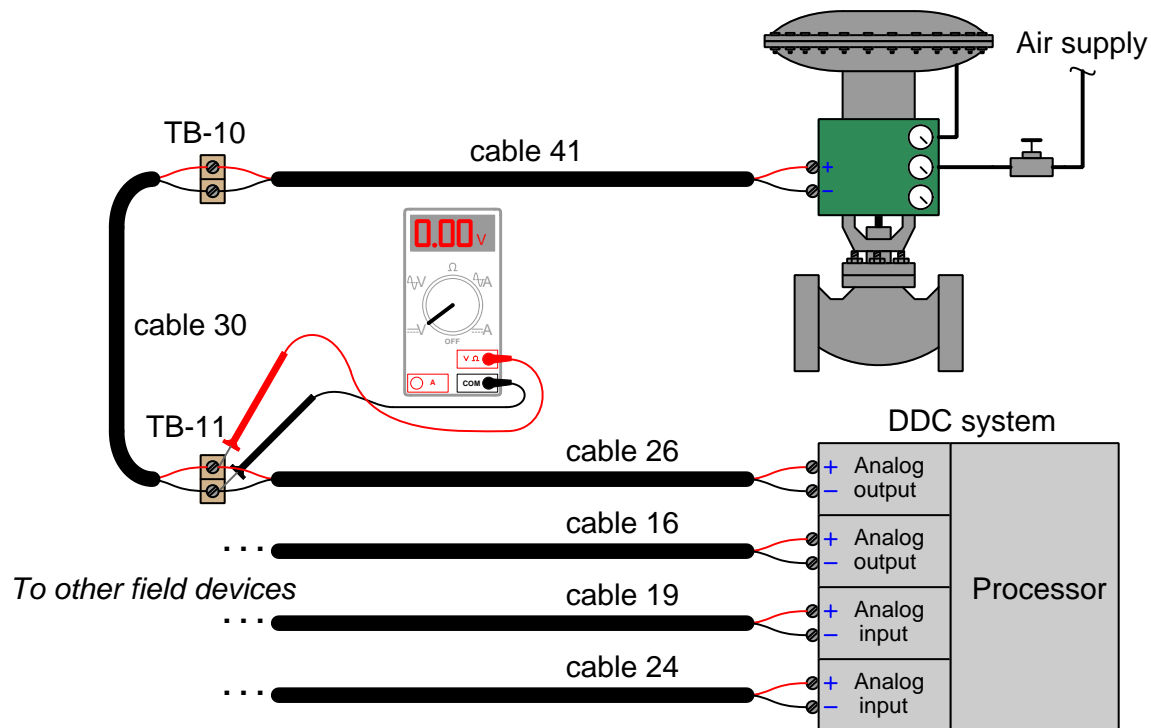 Air supply
TB-10
cable 41
+
−
0.00 V
Ω
V
A
V
A
OFF
V Ω
A
COM
cable 30
TB-11
DDC system
cable 26
+ Analog
− output
cable 16
+ Analog
− output
Processor
To other field devices
cable 19
+ Analog
− input
cable 24
+ Analog
− input